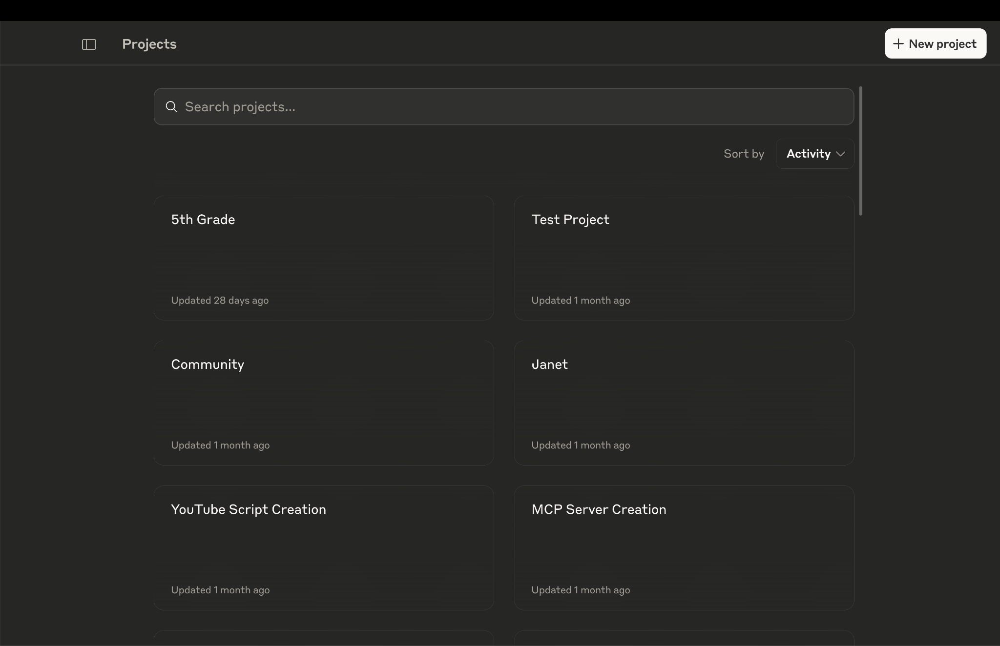 Projects
New project
Search projects...
Sort by
Activity
5th Grade
Updated 28 days ago
Test Project
Updated 1 month ago
Community
Updated 1 month ago
Janet
Updated 1 month ago
YouTube Script Creation
Updated 1 month ago
MCP Server Creation
Updated 1 month ago